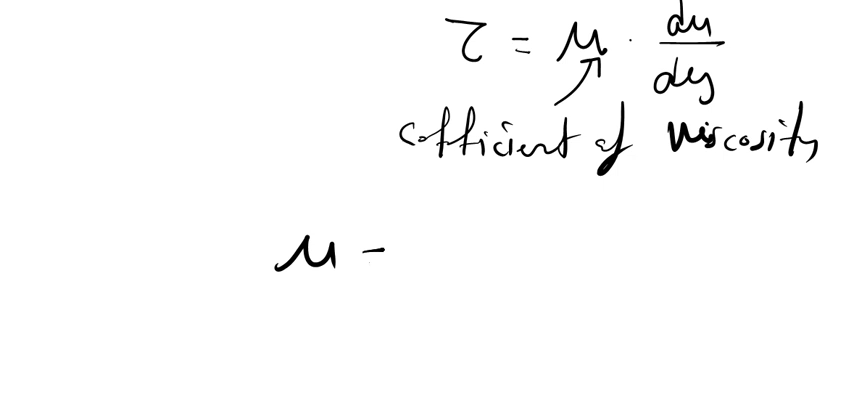 τ = μ · du/dy
cofficient of viscosity
μ -